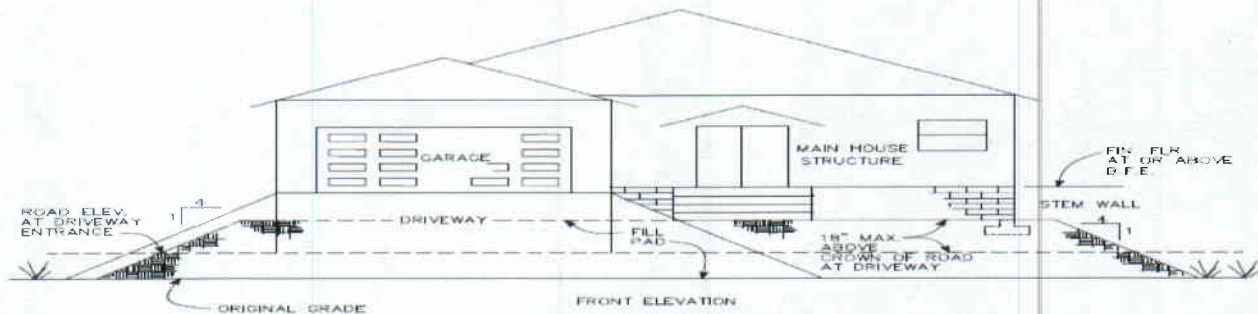 GARAGE
MAIN HOUSE
STRUCTURE
FIN. FLR
AT OR ABOVE
B.F.E.
ROAD ELEV.
AT DRIVEWAY
ENTRANCE
4
1
DRIVEWAY
FILL
PAD
18" MAX
ABOVE
CROWN OF ROAD
AT DRIVEWAY
STEM WALL
4
1
ORIGINAL GRADE
FRONT ELEVATION